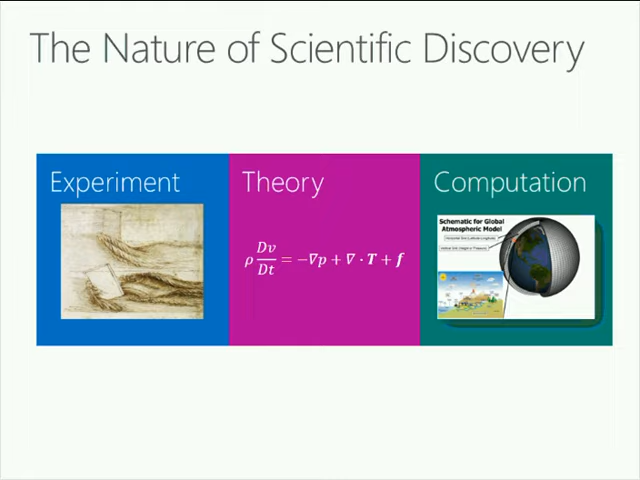 The Nature of Scientific Discovery
Experiment
Theory
Computation
ρ Dv/Dt = −∇p + ∇ · T + f
Schematic for Global
Atmospheric Model